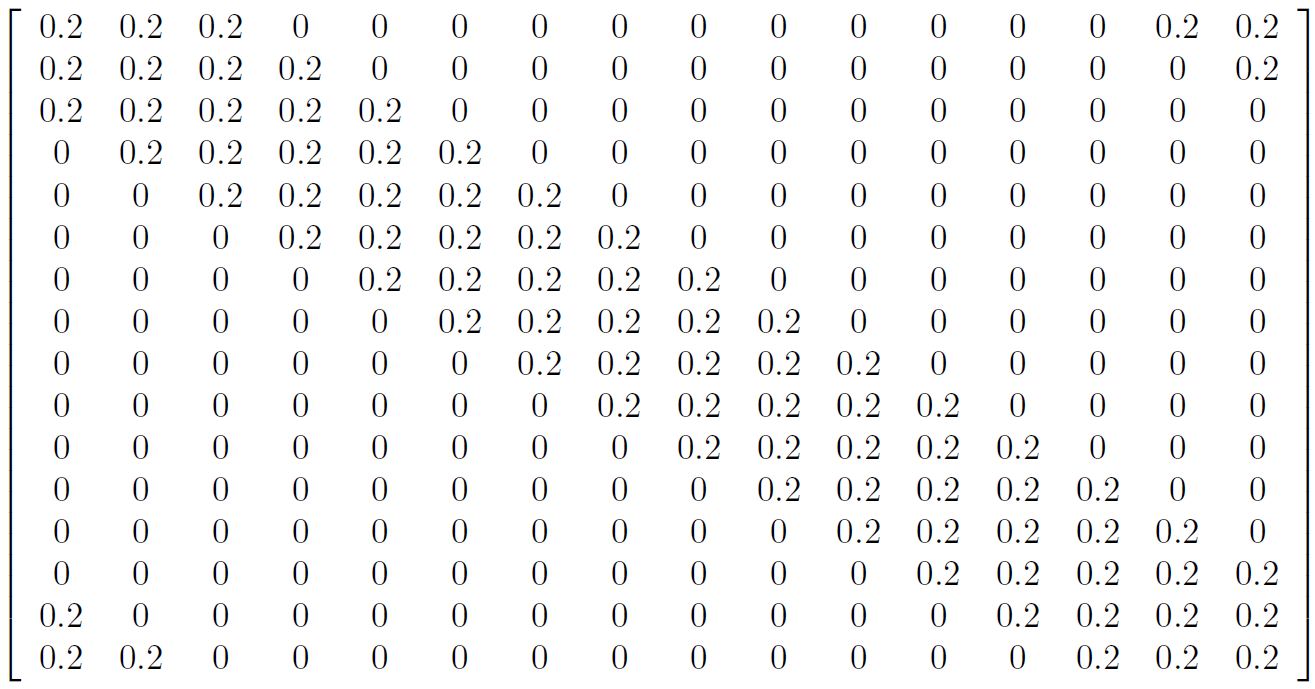 0.2 0.2 0.2 0 0 0 0 0 0 0 0 0 0 0 0.2 0.2
0.2 0.2 0.2 0.2 0 0 0 0 0 0 0 0 0 0 0 0.2
0.2 0.2 0.2 0.2 0.2 0 0 0 0 0 0 0 0 0 0 0
0 0.2 0.2 0.2 0.2 0.2 0 0 0 0 0 0 0 0 0 0
0 0 0.2 0.2 0.2 0.2 0.2 0 0 0 0 0 0 0 0 0
0 0 0 0.2 0.2 0.2 0.2 0.2 0 0 0 0 0 0 0 0
0 0 0 0 0.2 0.2 0.2 0.2 0.2 0 0 0 0 0 0 0
0 0 0 0 0 0.2 0.2 0.2 0.2 0.2 0 0 0 0 0 0
0 0 0 0 0 0 0.2 0.2 0.2 0.2 0.2 0 0 0 0 0
0 0 0 0 0 0 0 0.2 0.2 0.2 0.2 0.2 0 0 0 0
0 0 0 0 0 0 0 0 0.2 0.2 0.2 0.2 0.2 0 0 0
0 0 0 0 0 0 0 0 0 0.2 0.2 0.2 0.2 0.2 0 0
0 0 0 0 0 0 0 0 0 0 0.2 0.2 0.2 0.2 0.2 0
0 0 0 0 0 0 0 0 0 0 0 0.2 0.2 0.2 0.2 0.2
0.2 0 0 0 0 0 0 0 0 0 0 0 0.2 0.2 0.2 0.2
0.2 0.2 0 0 0 0 0 0 0 0 0 0 0 0.2 0.2 0.2